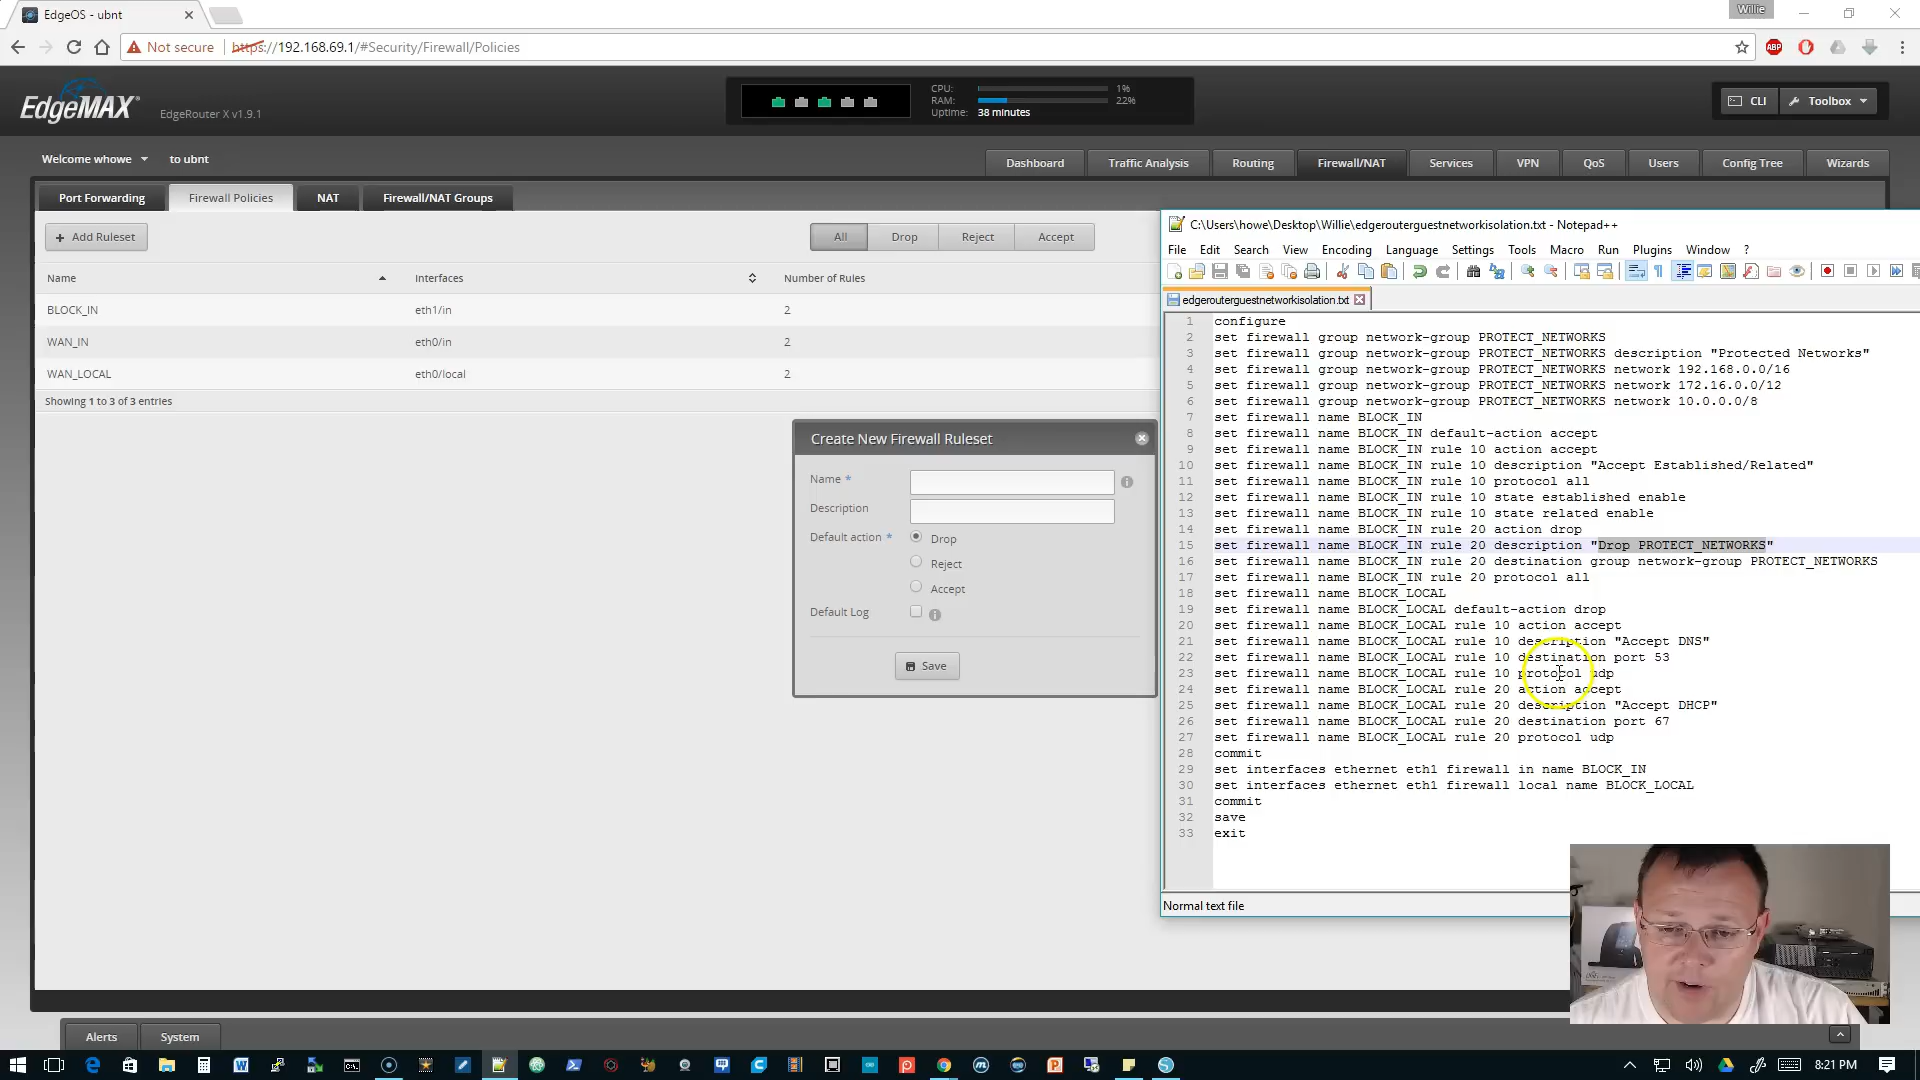 EdgeOS - ubnt
Willie
Not secure
https://192.168.69.1/#Security/Firewall/Policies
ABP
EdgeMAX
EdgeRouter X v1.9.1
CPU: 1%
RAM: 22%
Uptime: 38 minutes
CLI
Toolbox
Welcome whowe
to ubnt
Dashboard
Traffic Analysis
Routing
Firewall/NAT
Services
VPN
QoS
Users
Config Tree
Wizards
Port Forwarding
Firewall Policies
NAT
Firewall/NAT Groups
+ Add Ruleset
All
Drop
Reject
Accept
Name Interfaces Number of Rules
BLOCK_IN eth1/in 2
WAN_IN eth0/in 2
WAN_LOCAL eth0/local 2
Showing 1 to 3 of 3 entries
Create New Firewall Ruleset
Name *
Description
Default action * Drop
Reject
Accept
Default Log
Save
C:\Users\howe\Desktop\Willie\edgerouterguestnetworkisolation.txt - Notepad++
File Edit Search View Encoding Language Settings Tools Macro Run Plugins Window ?
edgerouterguestnetworkisolation.txt
1 configure
2 set firewall group network-group PROTECT_NETWORKS
3 set firewall group network-group PROTECT_NETWORKS description "Protected Networks"
4 set firewall group network-group PROTECT_NETWORKS network 192.168.0.0/16
5 set firewall group network-group PROTECT_NETWORKS network 172.16.0.0/12
6 set firewall group network-group PROTECT_NETWORKS network 10.0.0.0/8
7 set firewall name BLOCK_IN
8 set firewall name BLOCK_IN default-action accept
9 set firewall name BLOCK_IN rule 10 action accept
10 set firewall name BLOCK_IN rule 10 description "Accept Established/Related"
11 set firewall name BLOCK_IN rule 10 protocol all
12 set firewall name BLOCK_IN rule 10 state established enable
13 set firewall name BLOCK_IN rule 10 state related enable
14 set firewall name BLOCK_IN rule 20 action drop
15 set firewall name BLOCK_IN rule 20 description "Drop PROTECT_NETWORKS"
16 set firewall name BLOCK_IN rule 20 destination group network-group PROTECT_NETWORKS
17 set firewall name BLOCK_IN rule 20 protocol all
18 set firewall name BLOCK_LOCAL
19 set firewall name BLOCK_LOCAL default-action drop
20 set firewall name BLOCK_LOCAL rule 10 action accept
21 set firewall name BLOCK_LOCAL rule 10 description "Accept DNS"
22 set firewall name BLOCK_LOCAL rule 10 destination port 53
23 set firewall name BLOCK_LOCAL rule 10 protocol udp
24 set firewall name BLOCK_LOCAL rule 20 action accept
25 set firewall name BLOCK_LOCAL rule 20 description "Accept DHCP"
26 set firewall name BLOCK_LOCAL rule 20 destination port 67
27 set firewall name BLOCK_LOCAL rule 20 protocol udp
28 commit
29 set interfaces ethernet eth1 firewall in name BLOCK_IN
30 set interfaces ethernet eth1 firewall local name BLOCK_LOCAL
31 commit
32 save
33 exit
Normal text file
Alerts
System
8:21 PM